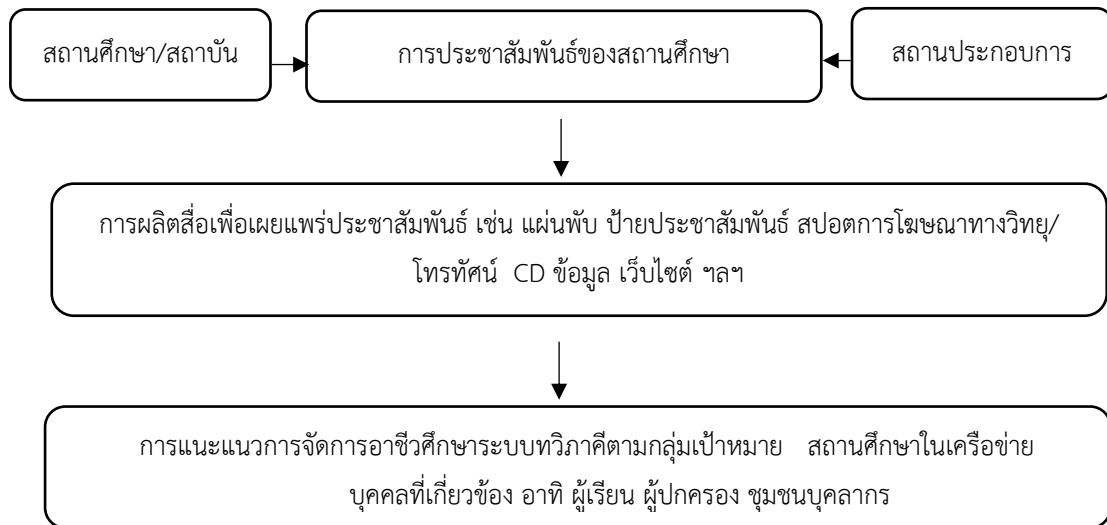 สถานศึกษา/สถาบัน
การประชาสัมพันธ์ของสถานศึกษา
สถานประกอบการ
การผลิตสื่อเพื่อเผยแพร่ประชาสัมพันธ์ เช่น แผ่นพับ ป้ายประชาสัมพันธ์ สปอตการโฆษณาทางวิทยุ/
โทรทัศน์ CD ข้อมูล เว็บไซต์ ฯลฯ
การแนะแนวการจัดการอาชีวศึกษาระบบทวิภาคีตามกลุ่มเป้าหมาย สถานศึกษาในเครือข่าย
บุคคลที่เกี่ยวข้อง อาทิ ผู้เรียน ผู้ปกครอง ชุมชนบุคลากร